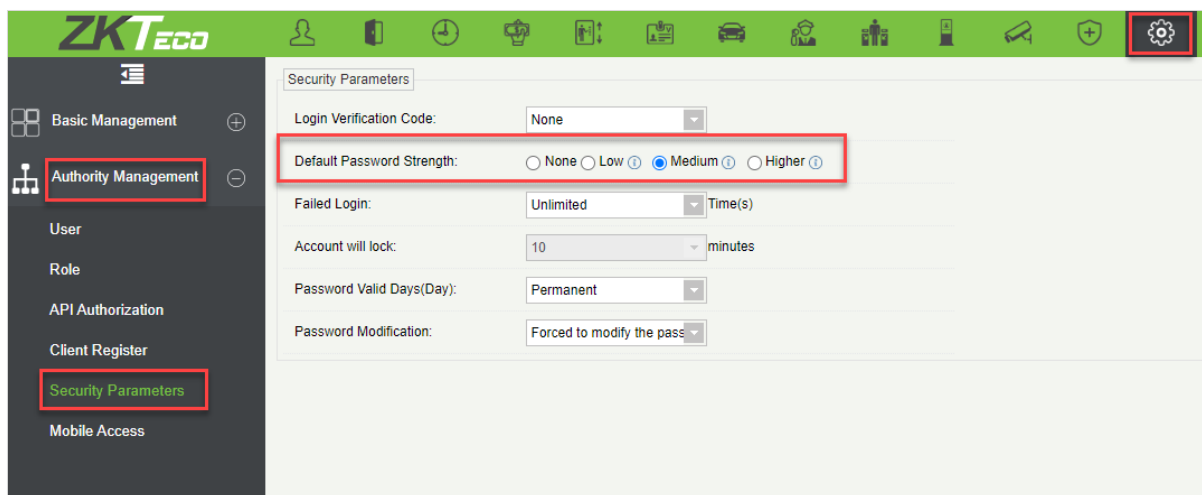 ZKTeco
Security Parameters
Basic Management
Login Verification Code: None
Authority Management
Default Password Strength: None Low Medium Higher
Failed Login: Unlimited Time(s)
User
Account will lock: 10 minutes
Role
Password Valid Days(Day): Permanent
API Authorization
Password Modification: Forced to modify the pass
Client Register
Security Parameters
Mobile Access